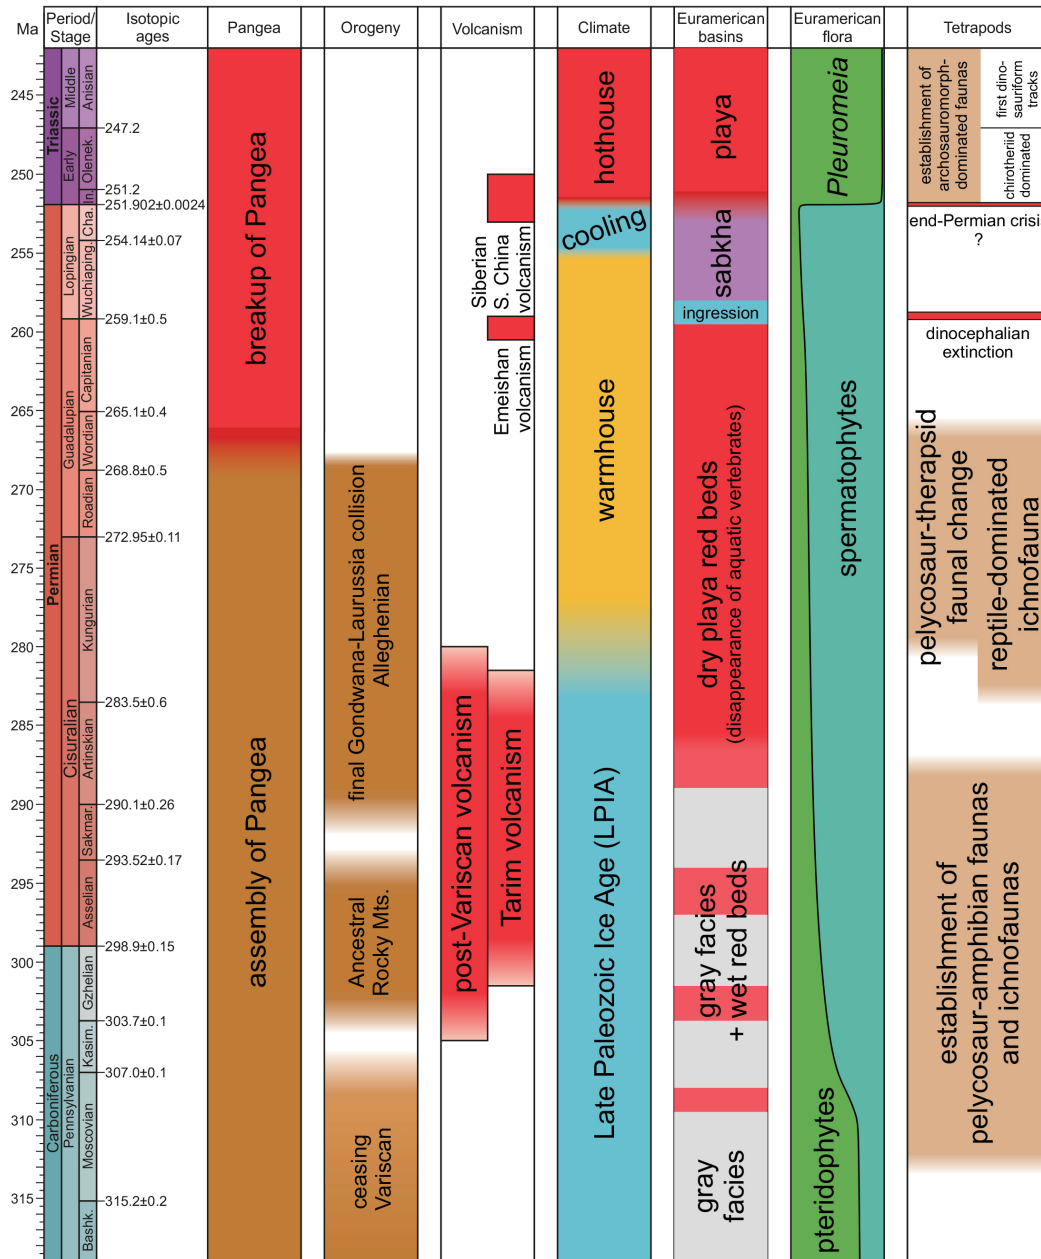 Ma
Period/
Stage
Isotopic
ages
Pangea
Orogeny
Volcanism
Climate
Euramerican
basins
Euramerican
flora
Tetrapods
245
250
255
260
265
270
275
280
285
290
295
300
305
310
315
Triassic
Permian
Carboniferous
Middle
Early
Lopingian
Guadalupian
Cisuralian
Pennsylvanian
Anisian
Olenek.
In.
Cha.
Wuchiaping.
Capitanian
Wordian
Roadian
Kungurian
Artinskian
Sakmar.
Asselian
Gzhelian
Kasim.
Moscovian
Bashk.
247.2
251.2
251.902±0.0024
254.14±0.07
259.1±0.5
265.1±0.4
268.8±0.5
272.95±0.11
283.5±0.6
290.1±0.26
293.52±0.17
298.9±0.15
303.7±0.1
307.0±0.1
315.2±0.2
breakup of Pangea
assembly of Pangea
final Gondwana-Laurussia collision
Alleghenian
Ancestral
Rocky Mts.
ceasing
Variscan
Siberian
S. China
volcanism
Emeishan
volcanism
post-Variscan volcanism
Tarim volcanism
hothouse
cooling
warmhouse
Late Paleozoic Ice Age (LPIA)
playa
sabkha
ingression
dry playa red beds
(disappearance of aquatic vertebrates)
gray facies
+ wet red beds
gray
facies
Pleuromeia
spermatophytes
pteridophytes
establishment of
archosauromorph-
dominated faunas
first dino-
sauriform
tracks
chirotheriid
dominated
end-Permian crisis
?
dinocephalian
extinction
pelycosaur-therapsid
faunal change
reptile-dominated
ichnofauna
establishment of
pelycosaur-amphibian faunas
and ichnofaunas